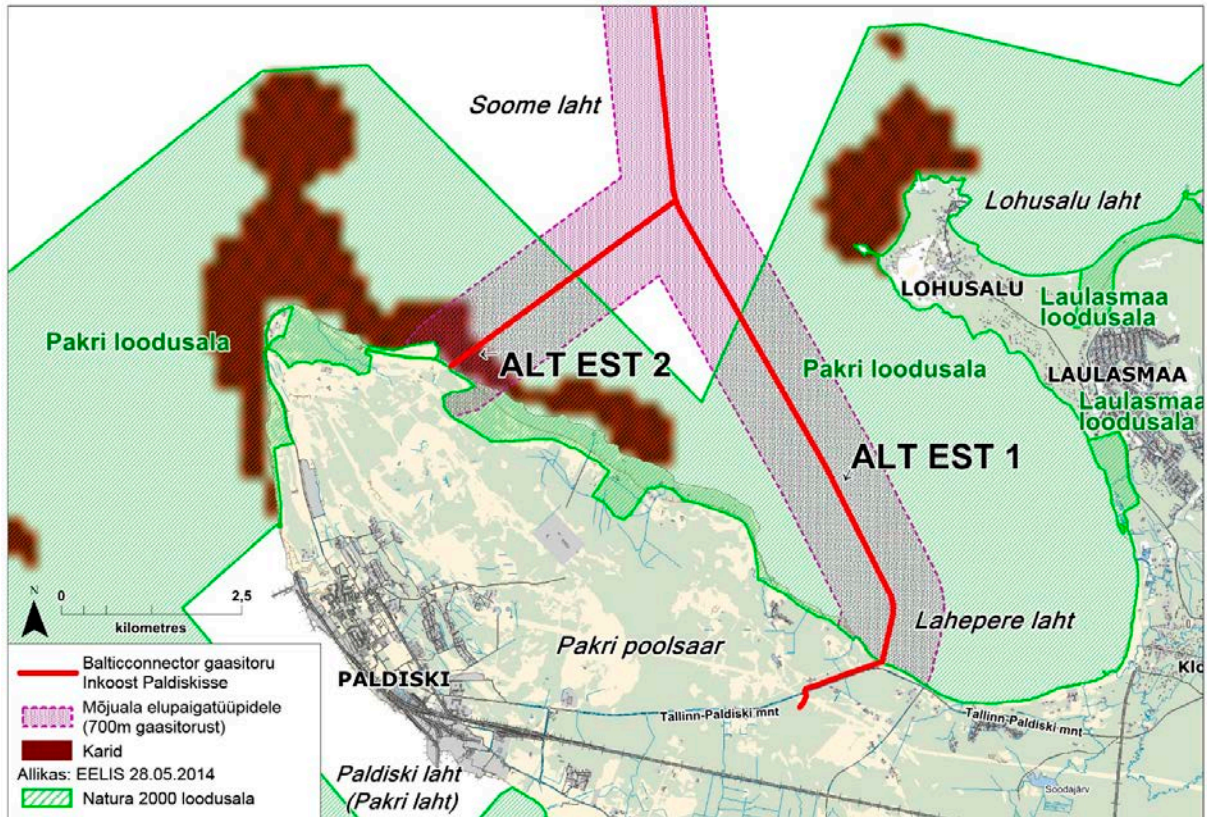 Soome laht
Lohusalu laht
LOHUSALU
Laulasmaa
loodusala
Pakri loodusala
ALT EST 2
Pakri loodusala
LAULASMAA
Laulasmaa
loodusala
ALT EST 1
N
0 2,5
kilometres
Pakri poolsaar
Lahepere laht
Klo
PALDISKI
Tallinn-Paldiski mnt
Tallinn-Paldiski mnt
Paldiski laht
(Pakri laht)
Soodajärv
Balticconnector gaasitoru
Inkoost Paldiskisse
Mõjuala elupaigatüüpidele
(700m gaasitorust)
Karid
Allikas: EELIS 28.05.2014
Natura 2000 loodusala